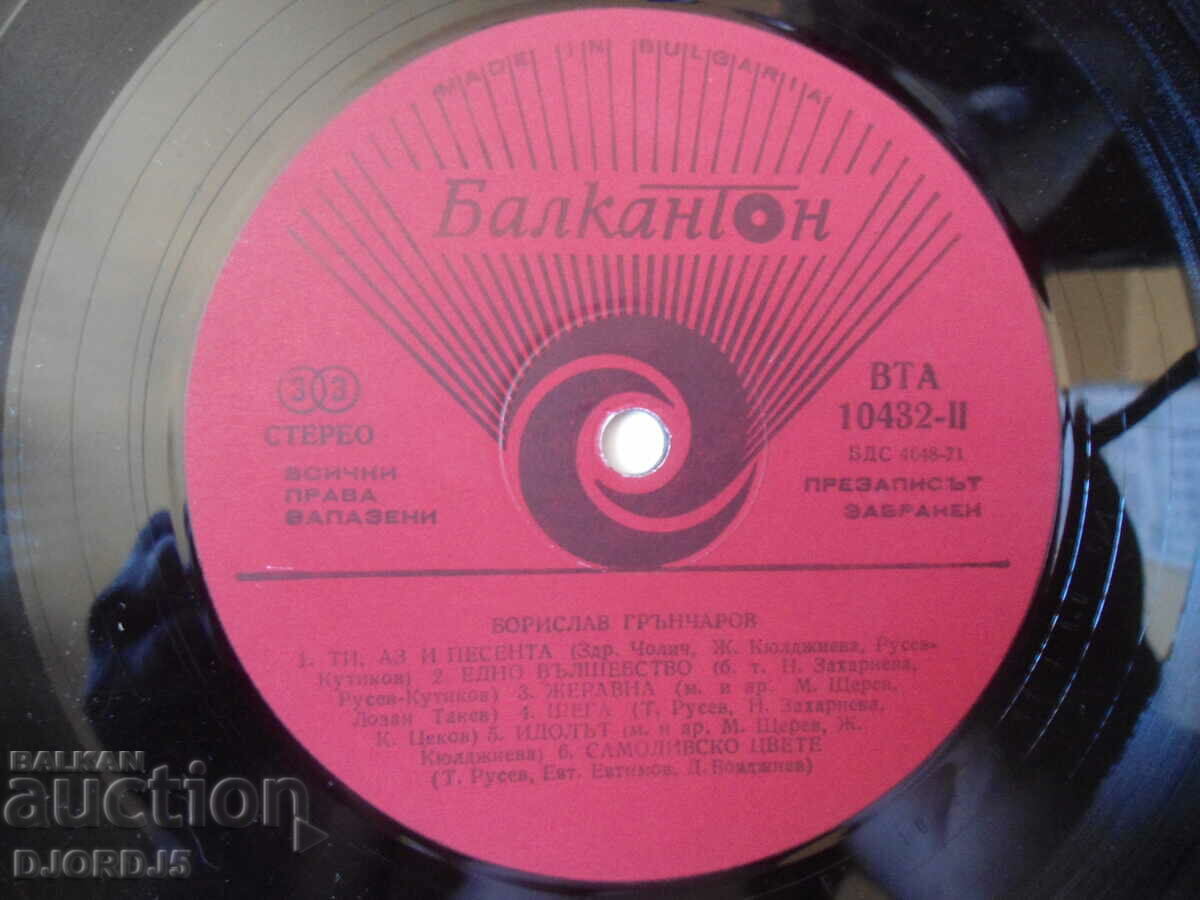 MADE IN BULGARIA
Балкантон
33
СТЕРЕО
ВСИЧНИ
ПРАВА
ЗАПАЗЕНИ
ВТА
10432-II
БДС 4048-71
ПРЕЗАПИСЪТ
ЗАБРАНЕН
БОРИСЛАВ ГРЪНЧАРОВ
1. ТИ, АЗ И ПЕСЕНТА (Здр. Чолич, Ж. Кюлджиева, Русев-
Кутиков) 2. ЕДНО ВЪЛШЕБСТВО (б. т. Н. Захариева,
Русев-Кутиков) 3. ЖЕРАВНА (м. и ар. М. Щерев,
Лозан Такев) 4. ШЕГА (Т. Русев, Н. Захариева,
К. Цеков) 5. ИДОЛЪТ (м. и ар. М. Щерев, Ж.
Кюлджиева) 6. САМОДИВСКО ЦВЕТЕ
(Т. Русев, Евт. Евтимов, Д. Бояджиев)
BALKAN
auction
DJORDJ5